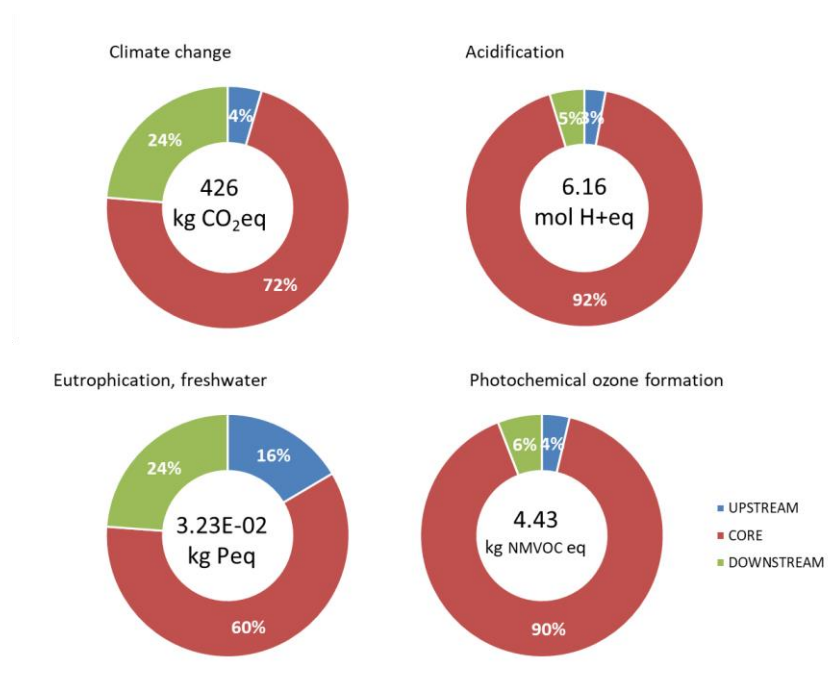 Climate change
4%
24%
426
kg CO₂eq
72%
Acidification
5%
3%
6.16
mol H+eq
92%
Eutrophication, freshwater
16%
24%
3.23E-02
kg Peq
60%
Photochemical ozone formation
6%
4%
4.43
kg NMVOC eq
90%
UPSTREAM
CORE
DOWNSTREAM